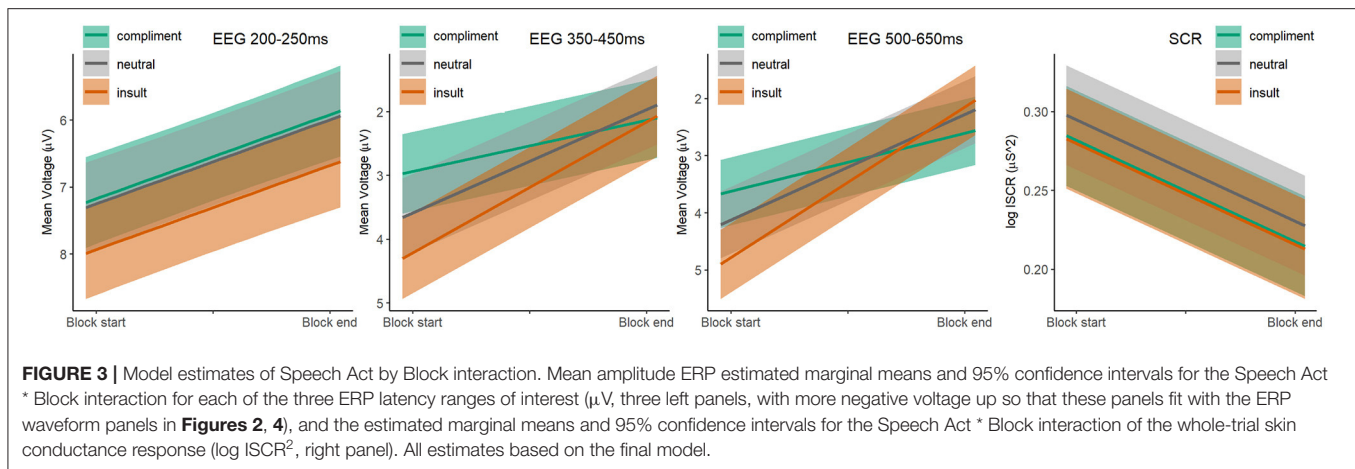 compliment
EEG 200-250ms
neutral
insult
Mean Voltage (µV)
6
7
8
Block start
Block end
compliment
EEG 350-450ms
neutral
insult
Mean Voltage (µV)
2
3
4
5
Block start
Block end
compliment
EEG 500-650ms
neutral
insult
Mean Voltage (µV)
2
3
4
5
Block start
Block end
SCR
compliment
neutral
insult
log ISCR (µS^2)
0.30
0.25
0.20
Block start
Block end
FIGURE 3 | Model estimates of Speech Act by Block interaction. Mean amplitude ERP estimated marginal means and 95% confidence intervals for the Speech Act
* Block interaction for each of the three ERP latency ranges of interest (µV, three left panels, with more negative voltage up so that these panels fit with the ERP
waveform panels in Figures 2, 4), and the estimated marginal means and 95% confidence intervals for the Speech Act * Block interaction of the whole-trial skin
conductance response (log ISCR², right panel). All estimates based on the final model.